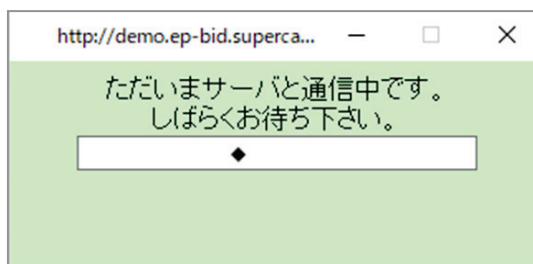 http://demo.ep-bid.superca...
ただいまサーバと通信中です。
しばらくお待ち下さい。